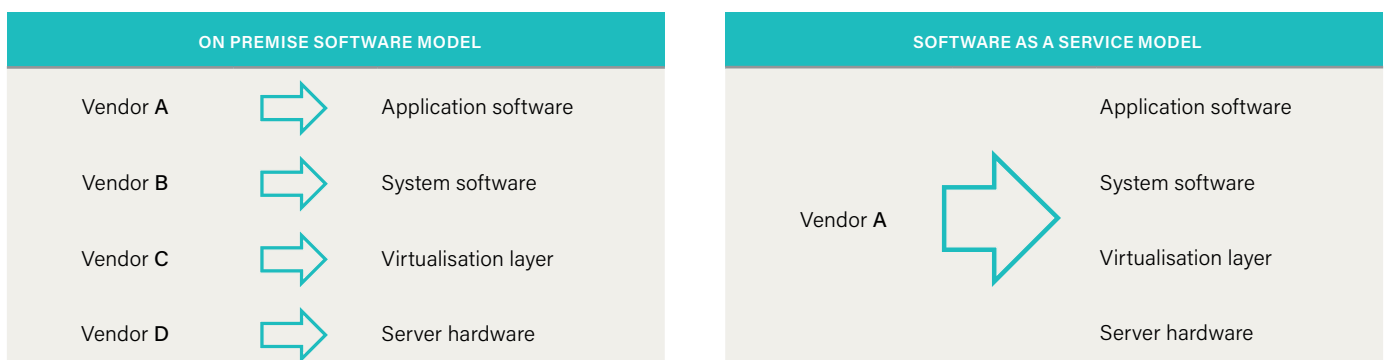 ON PREMISE SOFTWARE MODEL
Vendor A Application software
Vendor B System software
Vendor C Virtualisation layer
Vendor D Server hardware
SOFTWARE AS A SERVICE MODEL
Vendor A
Application software
System software
Virtualisation layer
Server hardware